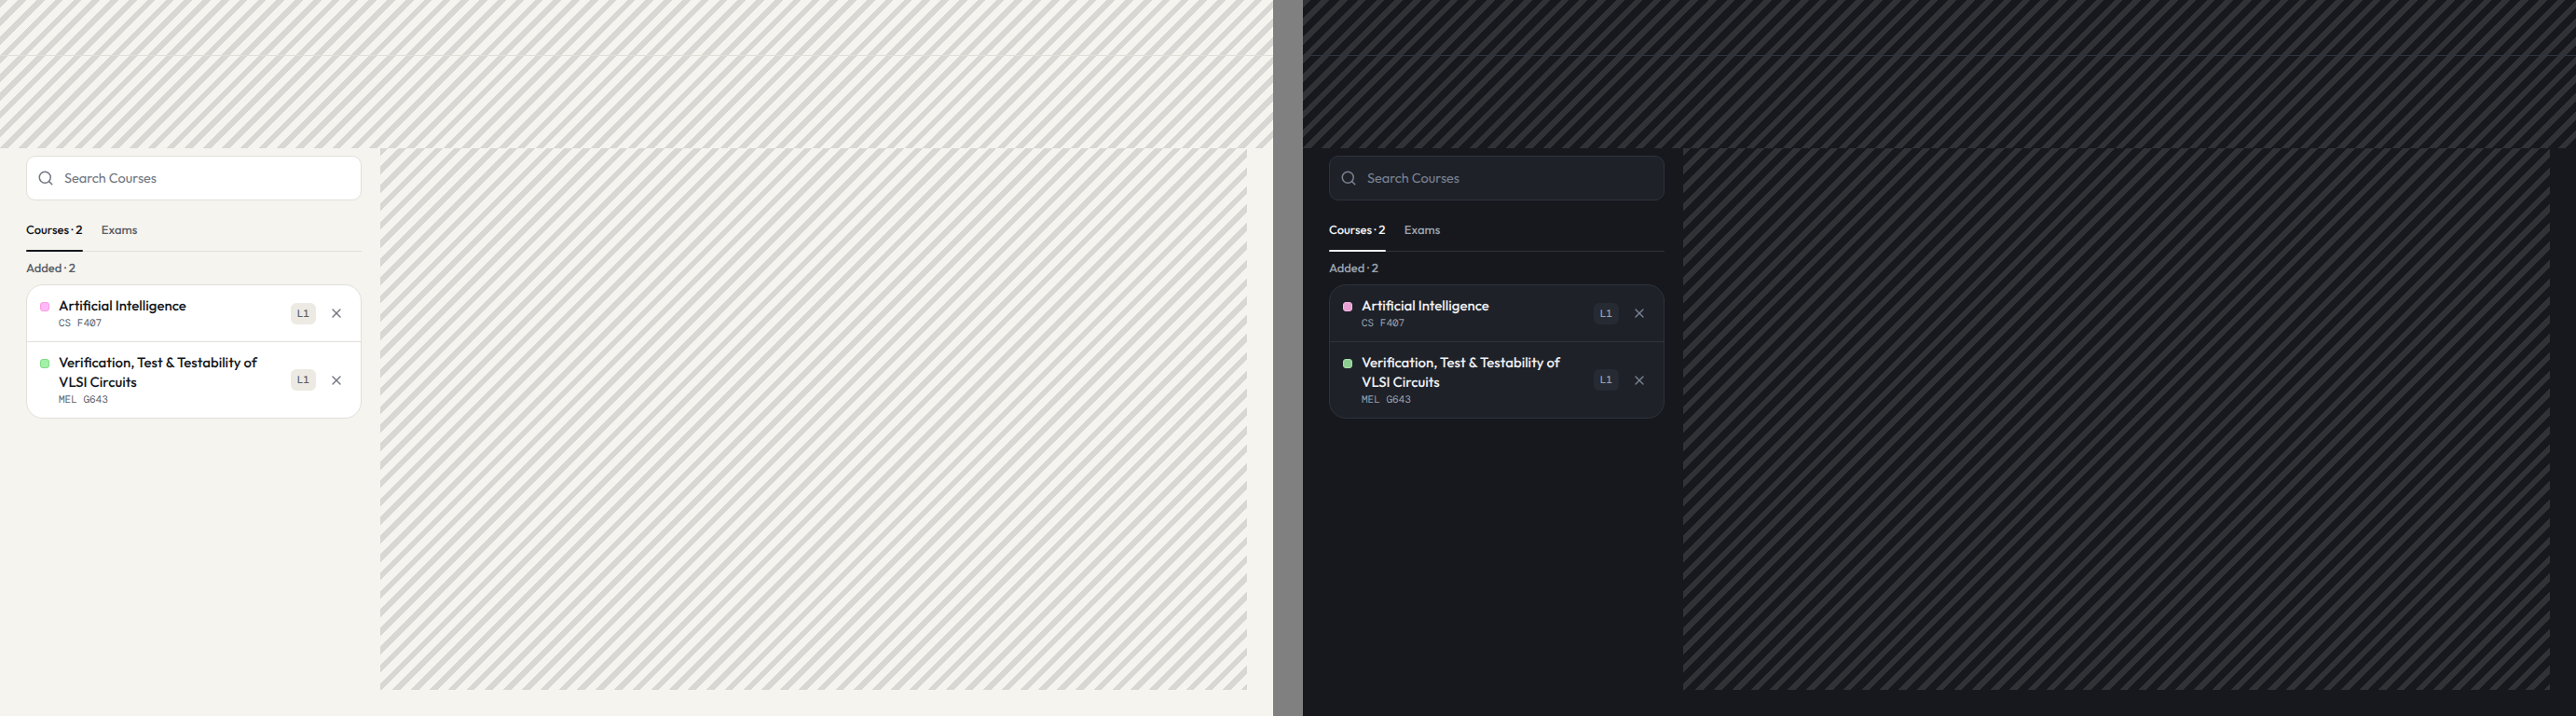 Search Courses
Courses · 2 Exams
Added · 2
Artificial Intelligence
CS F407
L1
Verification, Test & Testability of
VLSI Circuits
MEL G643
L1
Search Courses
Courses · 2 Exams
Added · 2
Artificial Intelligence
CS F407
L1
Verification, Test & Testability of
VLSI Circuits
MEL G643
L1